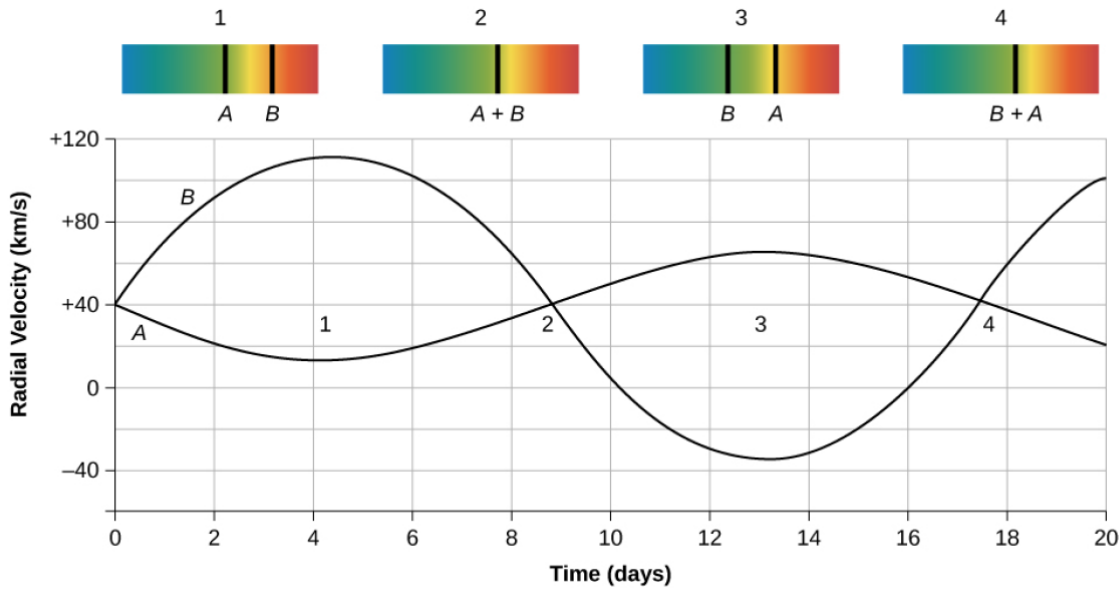 1 2 3 4
A B A + B B A B + A
+120
B
+80
+40
A 1 2 3 4
0
–40
0 2 4 6 8 10 12 14 16 18 20
Radial Velocity (km/s)
Time (days)